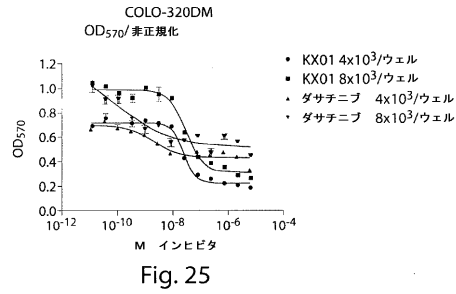 COLO-320DM
OD570/非正規化
KX01 4x10³/ウェル
KX01 8x10³/ウェル
ダサチニブ 4x10³/ウェル
ダサチニブ 8x10³/ウェル
OD570
1.2
1.0
0.8
0.6
0.4
0.2
0.0
10-12
10-10
10-8
10-6
10-4
M インヒビタ
Fig. 25